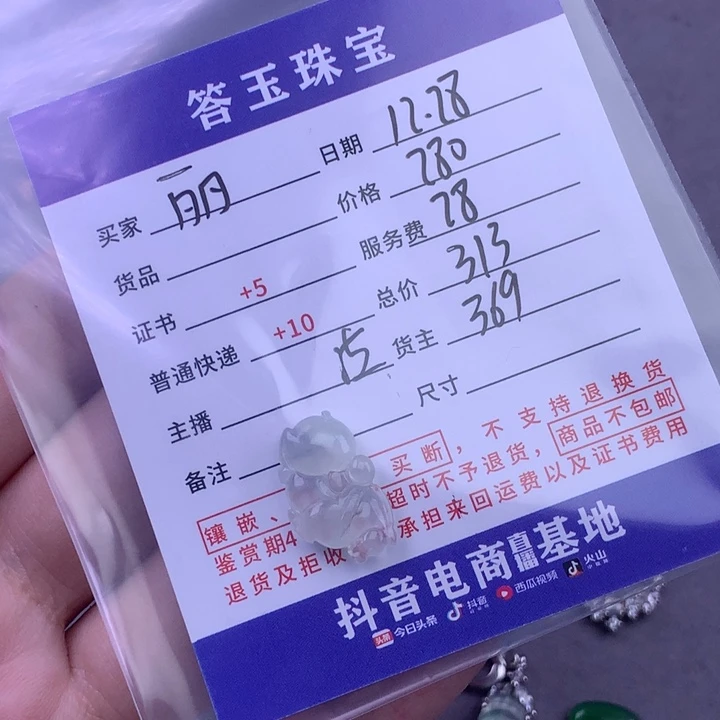 答玉珠宝
买家 丽 日期 12.28
货品 价格 280
证书 +5 服务费 28
普通快递 +10 总价 313
主播 货主 369
备注 尺寸
镶嵌、 买断，不支持退换货
鉴赏期4 超时不予退货，商品不包邮
退货及拒收 承担来回运费以及证书费用
抖音电商直播基地
头条 今日头条 抖音 西瓜视频 火山